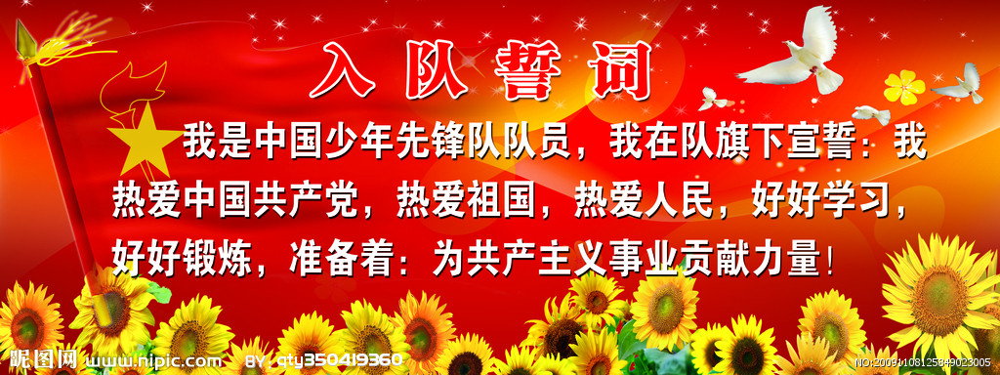 入队誓词
我是中国少年先锋队队员，我在队旗下宣誓：我
热爱中国共产党，热爱祖国，热爱人民，好好学习，
好好锻炼，准备着：为共产主义事业贡献力量！
昵图网 www.nipic.com BY: qty350419360 NO:20091108125849023005